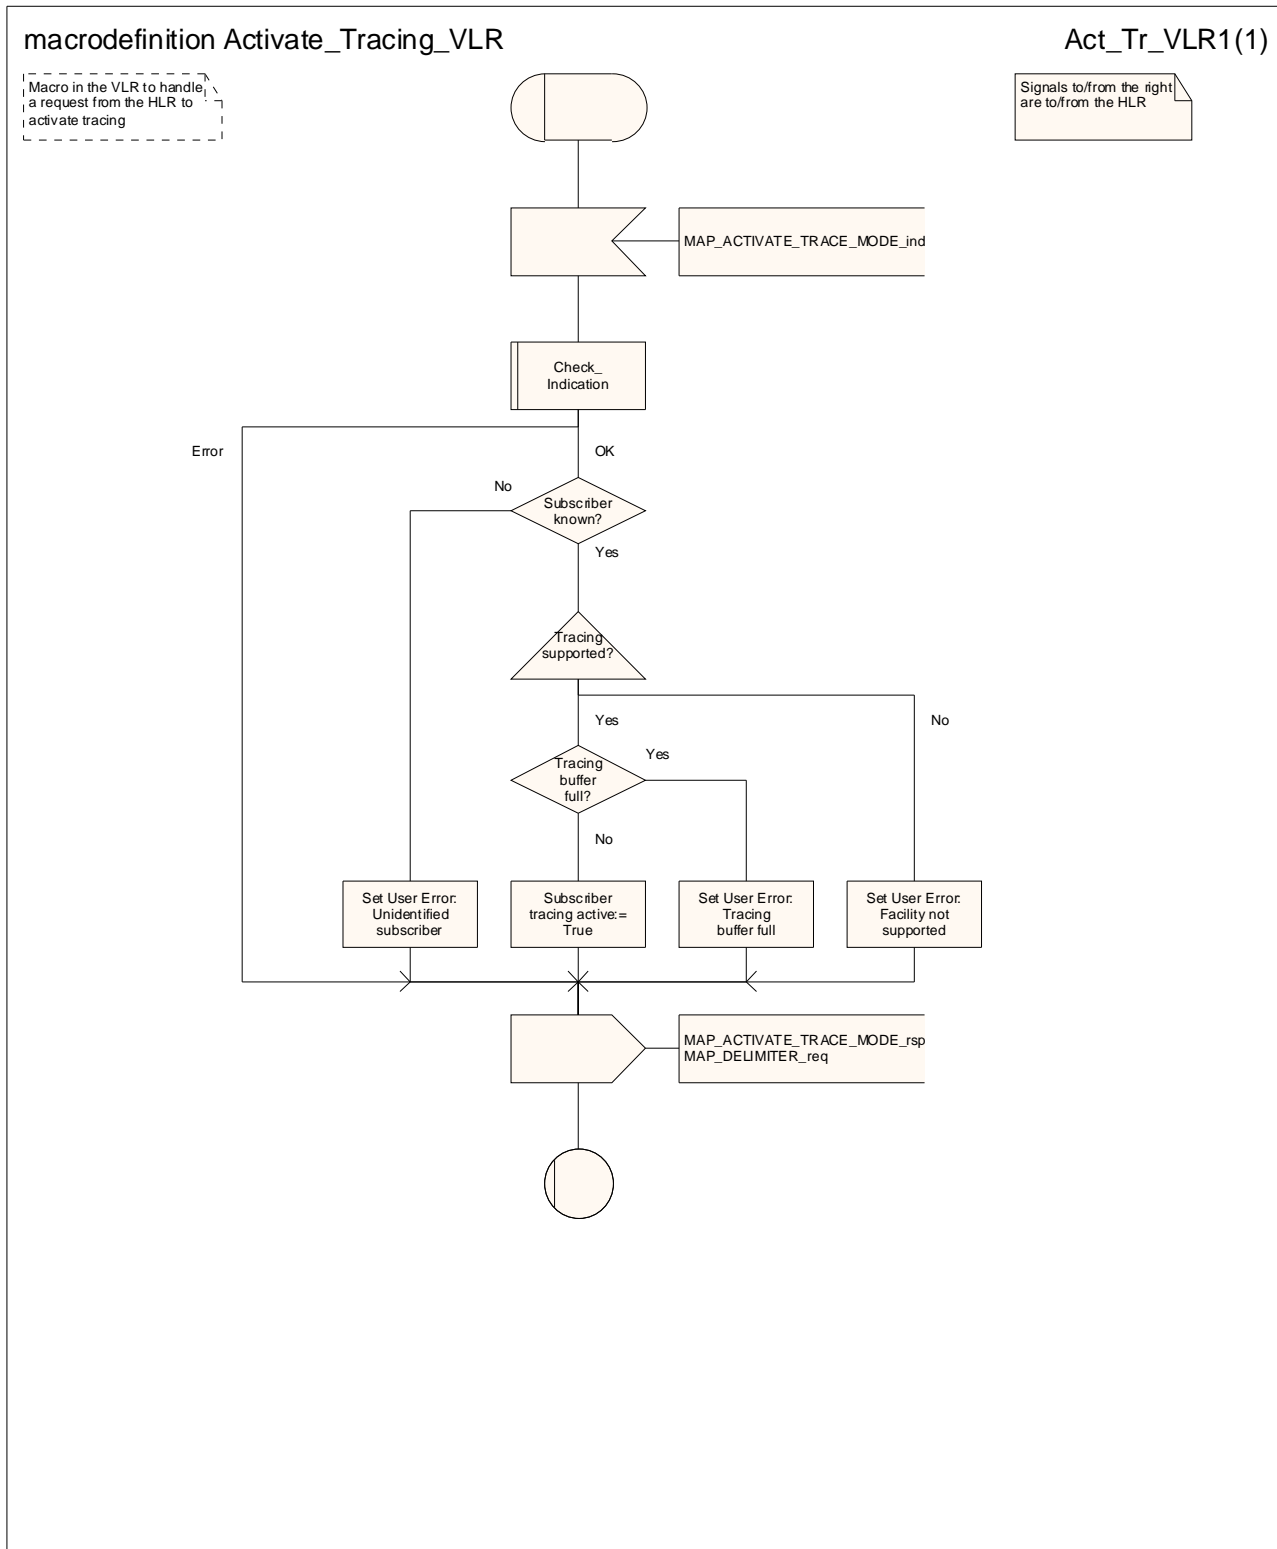 macrodefinition Activate_Tracing_VLR
Act_Tr_VLR1(1)
Macro in the VLR to handle
a request from the HLR to
activate tracing
Signals to/from the right
are to/from the HLR
MAP_ACTIVATE_TRACE_MODE_ind
Check_
Indication
Error
OK
No
Subscriber
known?
Yes
Tracing
supported?
Yes
No
Yes
Tracing
buffer
full?
No
Set User Error:
Unidentified
subscriber
Subscriber
tracing active:=
True
Set User Error:
Tracing
buffer full
Set User Error:
Facility not
supported
MAP_ACTIVATE_TRACE_MODE_rsp
MAP_DELIMITER_req